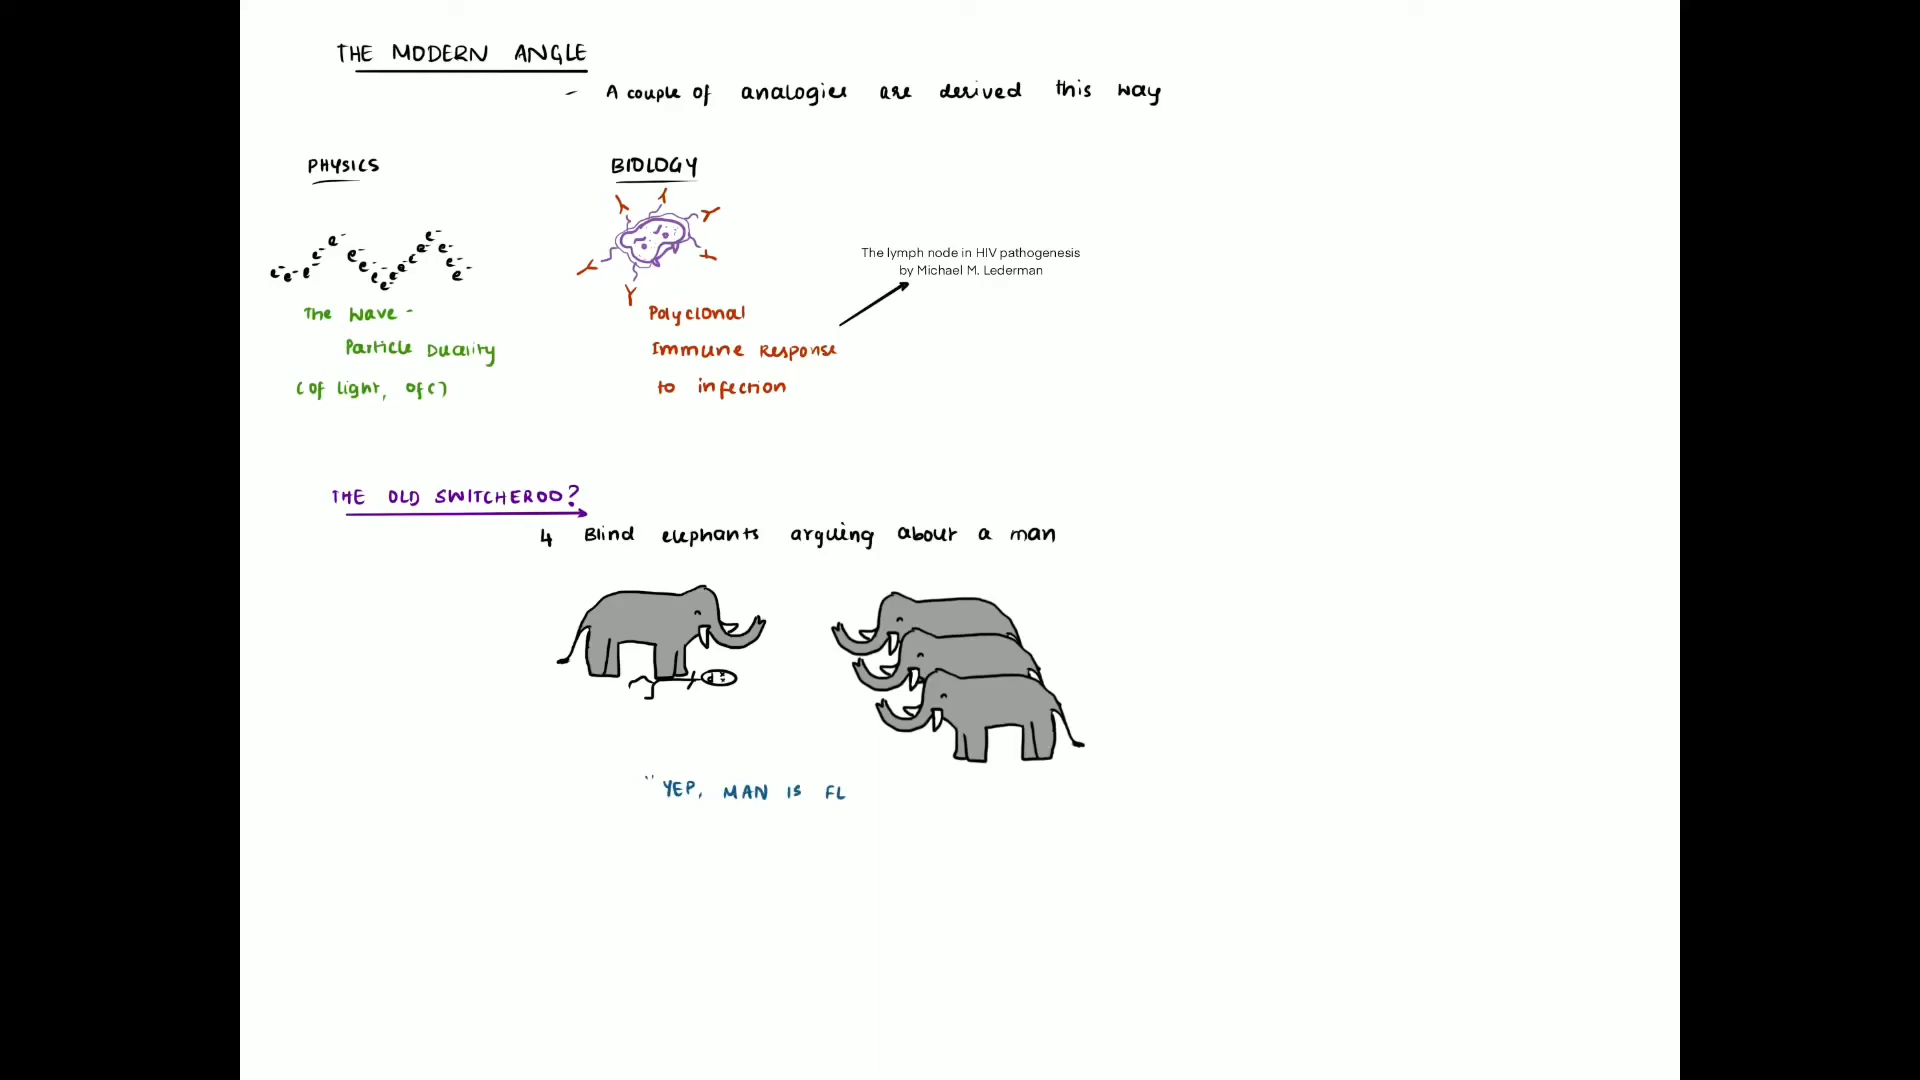 THE MODERN ANGLE
- A couple of analogies are derived this way
PHYSICS
BIOLOGY
e- e- e- e- e- e- e- e- e- e- e- e- e- e- e- e- e- e-
The lymph node in HIV pathogenesis
by Michael M. Lederman
The Wave -
Particle Duality
(of light, ofc)
Polyclonal
Immune Response
to infection
THE OLD SWITCHEROO?
4 Blind elephants arguing about a man
"YEP, MAN IS FL